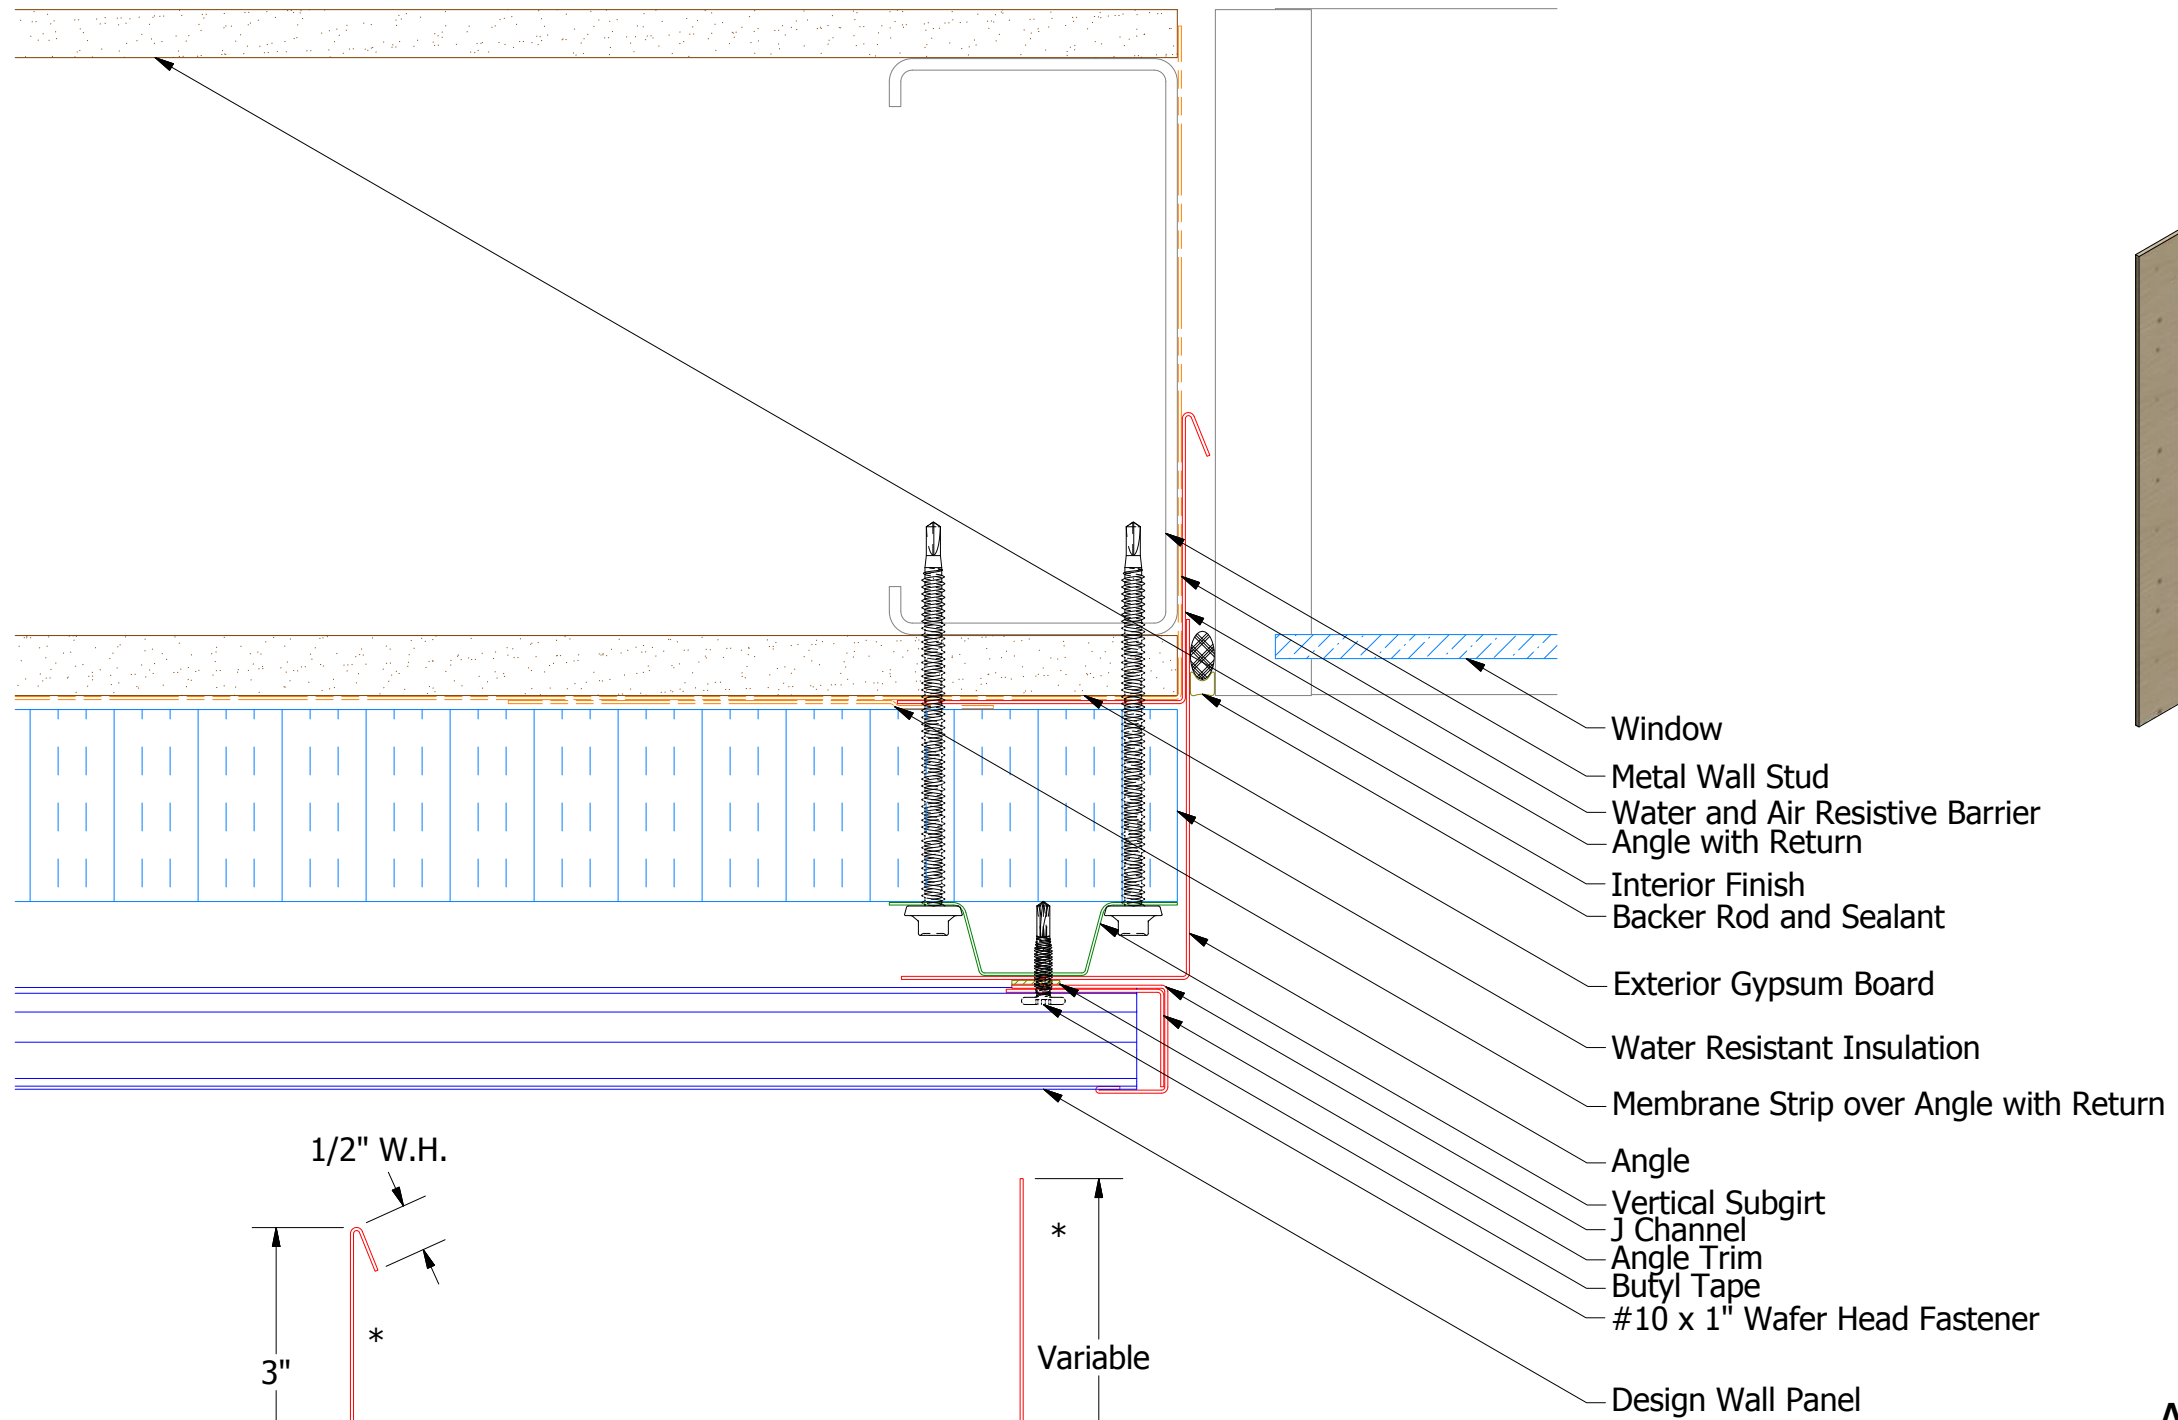 Window
Metal Wall Stud
Water and Air Resistive Barrier
Angle with Return
Interior Finish
Backer Rod and Sealant
Exterior Gypsum Board
Water Resistant Insulation
Membrane Strip over Angle with Return
Angle
Vertical Subgirt
J Channel
Angle Trim
Butyl Tape
#10 x 1" Wafer Head Fastener
Design Wall Panel
1/2" W.H.
*
3"
*
Variable